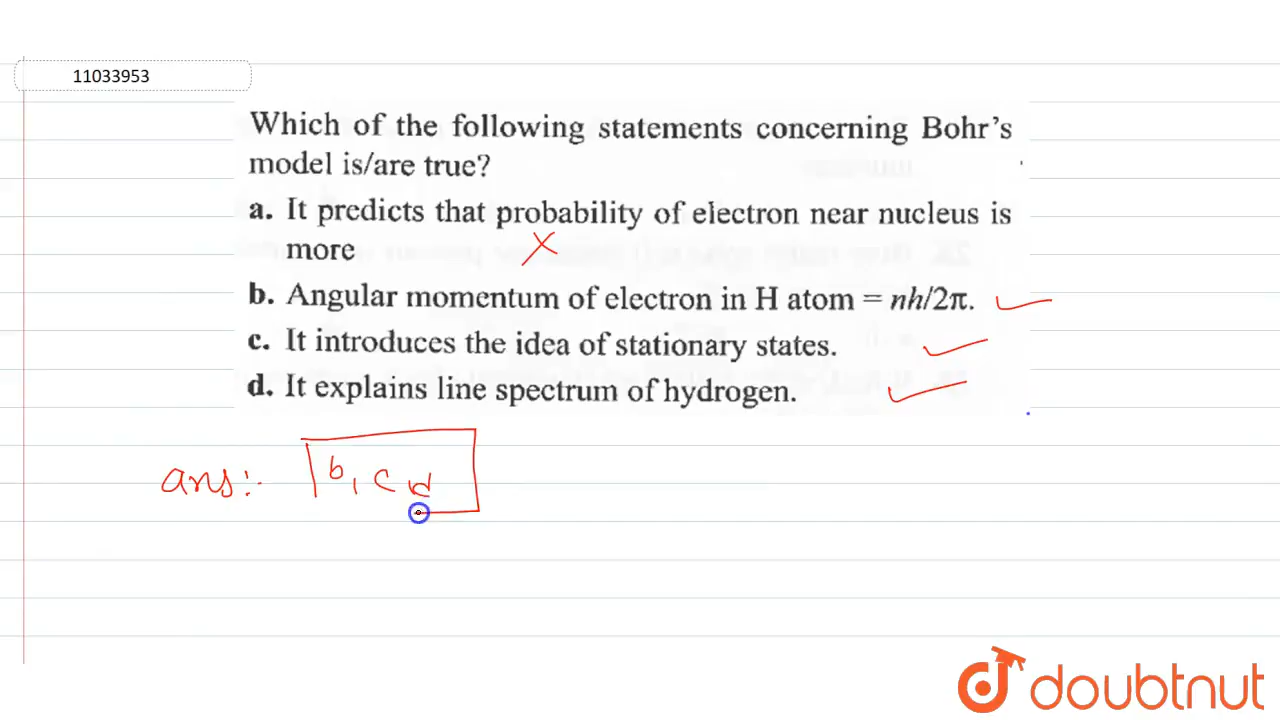 11033953
Which of the following statements concerning Bohr's
model is/are true?
a. It predicts that probability of electron near nucleus is
more
b. Angular momentum of electron in H atom = nh/2π.
c. It introduces the idea of stationary states.
d. It explains line spectrum of hydrogen.
ans:- b, c d
doubtnut